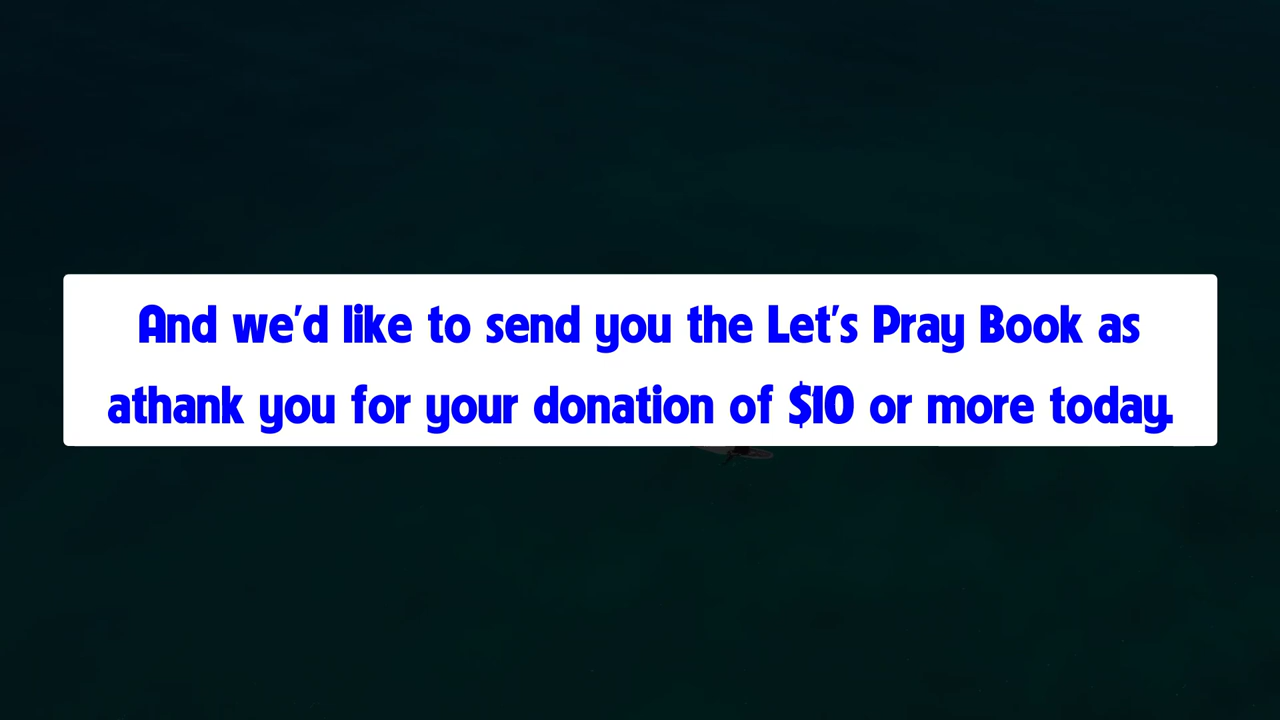 And we'd like to send you the Let's Pray Book as
athank you for your donation of $10 or more today.